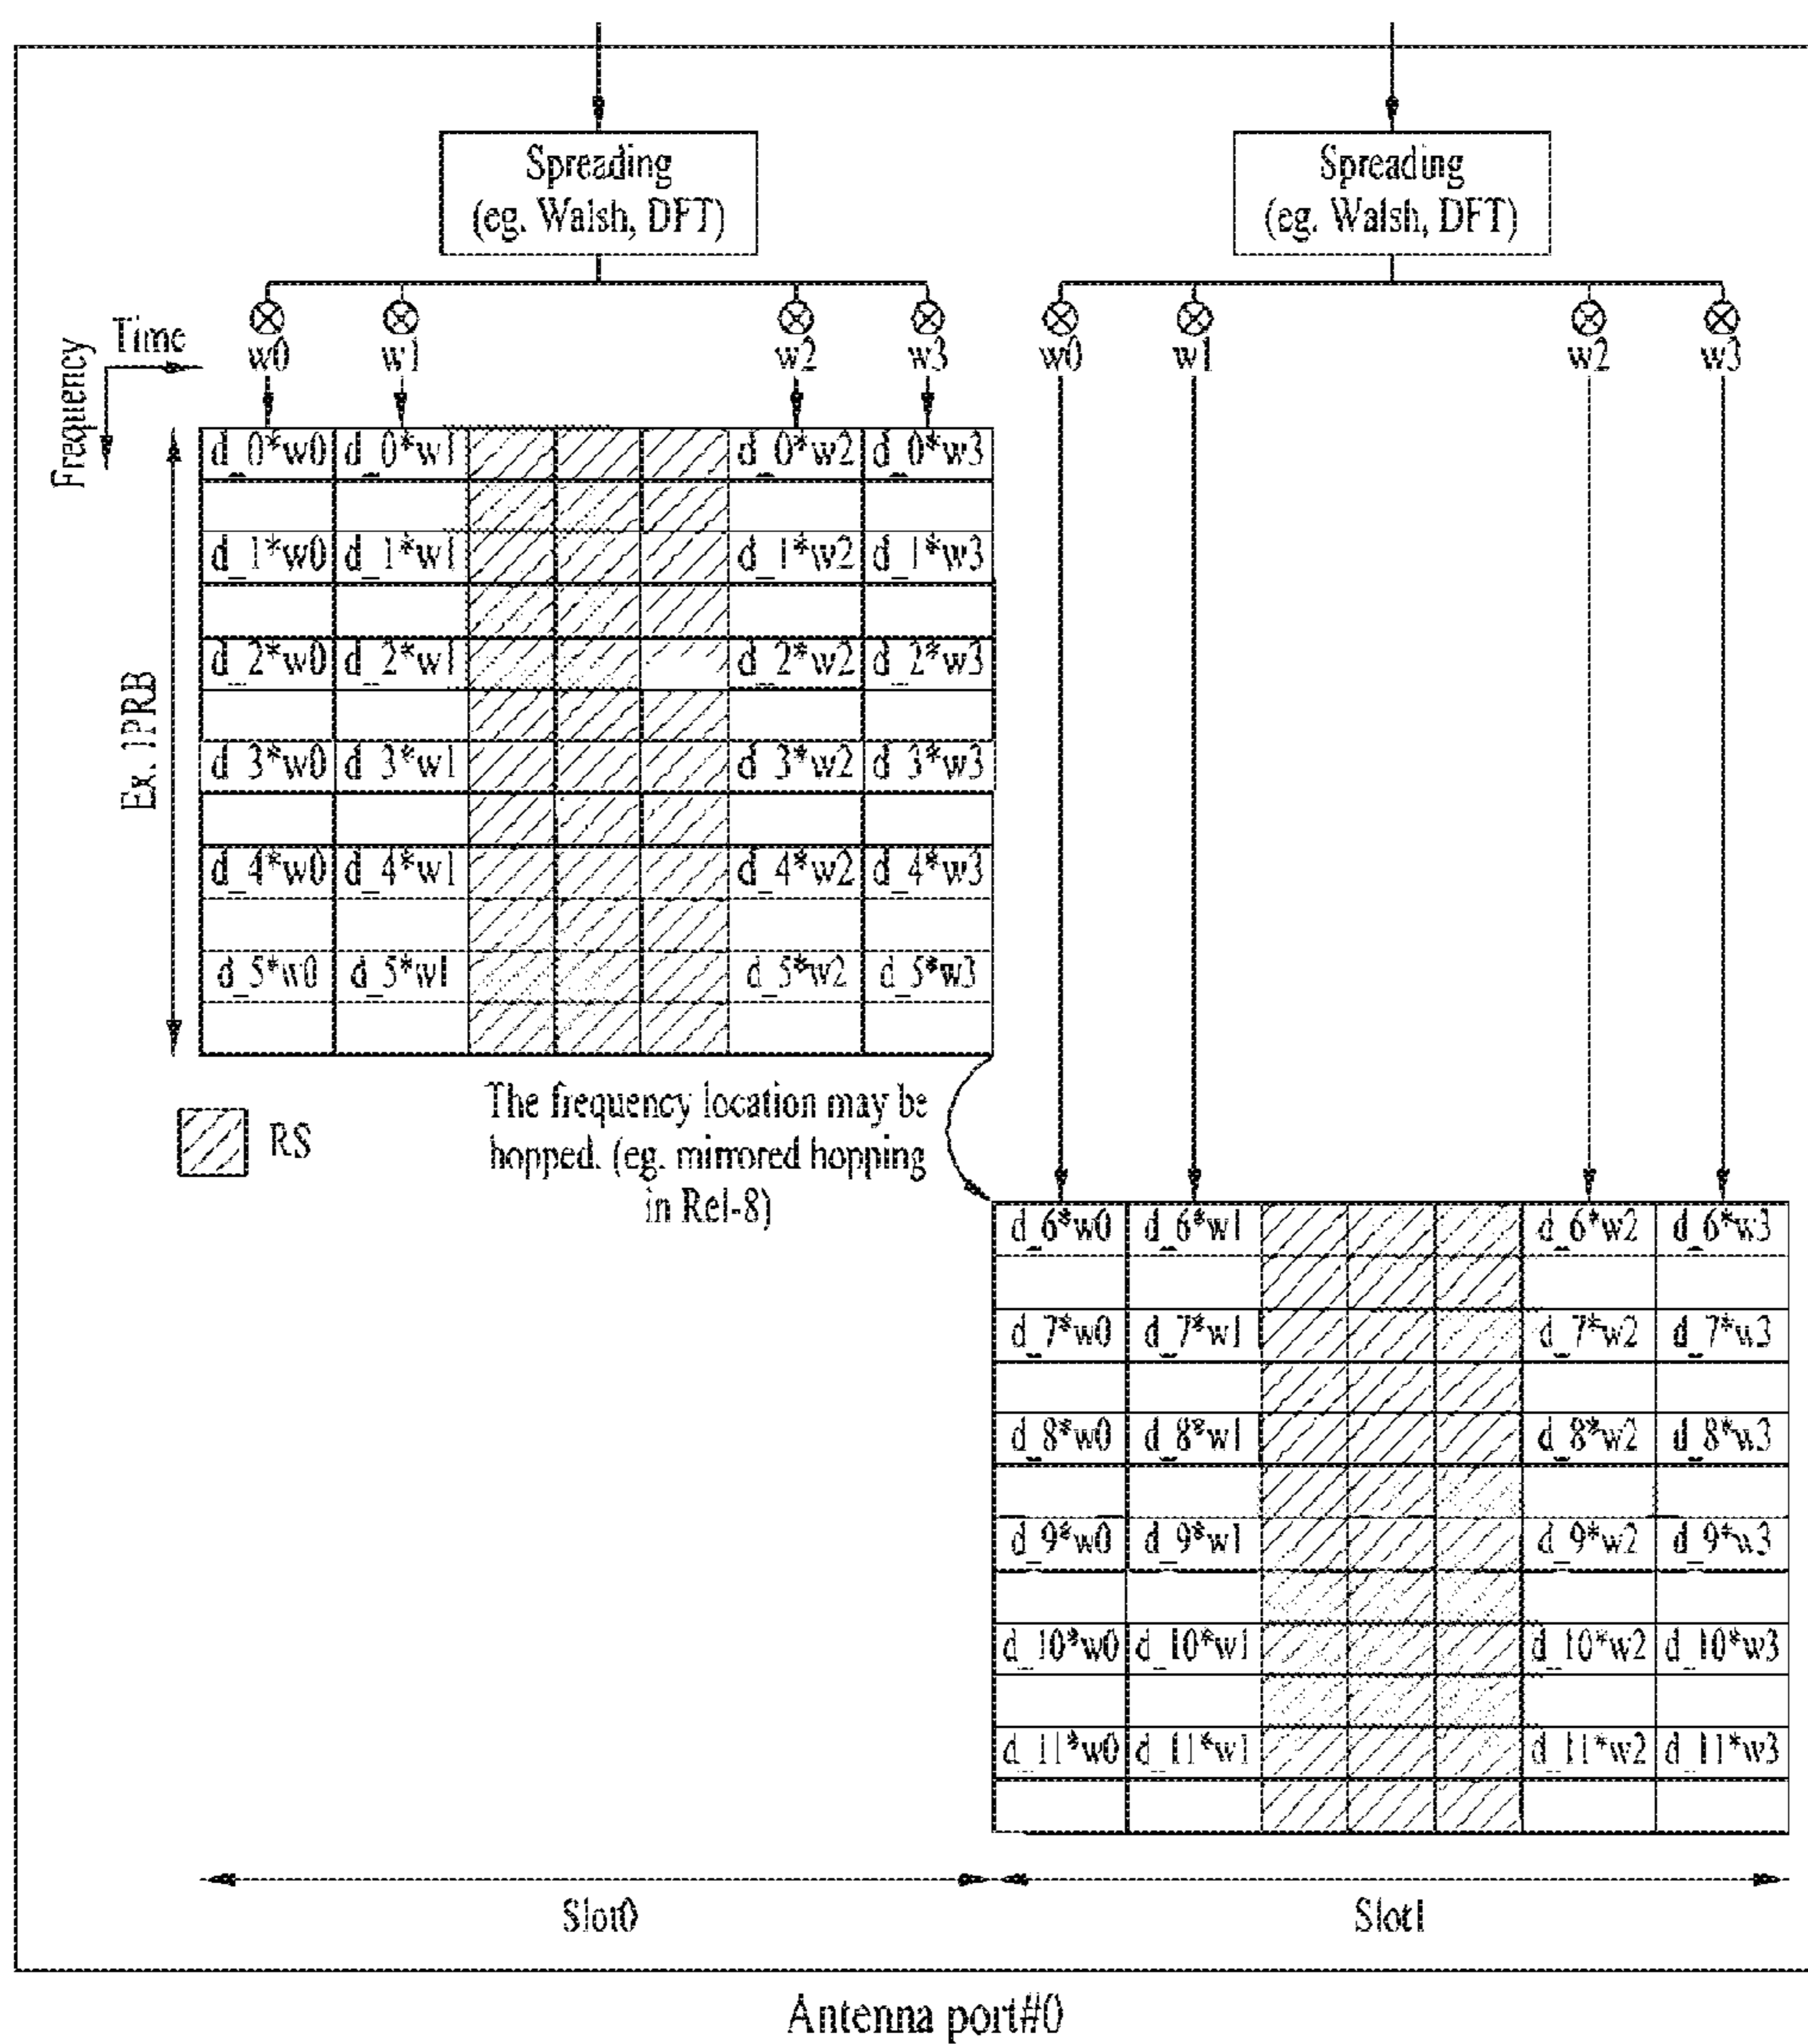 Spreading
(eg. Walsh, DFT)
Spreading
(eg. Walsh, DFT)
Time
Frequency
w0 w1 w2 w3
w0 w1 w2 w3
Ex. 1PRB
d_0*w0 d_0*w1 d_0*w2 d_0*w3
d_1*w0 d_1*w1 d_1*w2 d_1*w3
d_2*w0 d_2*w1 d_2*w2 d_2*w3
d_3*w0 d_3*w1 d_3*w2 d_3*w3
d_4*w0 d_4*w1 d_4*w2 d_4*w3
d_5*w0 d_5*w1 d_5*w2 d_5*w3
RS
The frequency location may be
hopped. (eg. mirrored hopping
in Rel-8)
d_6*w0 d_6*w1 d_6*w2 d_6*w3
d_7*w0 d_7*w1 d_7*w2 d_7*w3
d_8*w0 d_8*w1 d_8*w2 d_8*w3
d_9*w0 d_9*w1 d_9*w2 d_9*w3
d_10*w0 d_10*w1 d_10*w2 d_10*w3
d_11*w0 d_11*w1 d_11*w2 d_11*w3
Slot0 Slot1
Antenna port#0